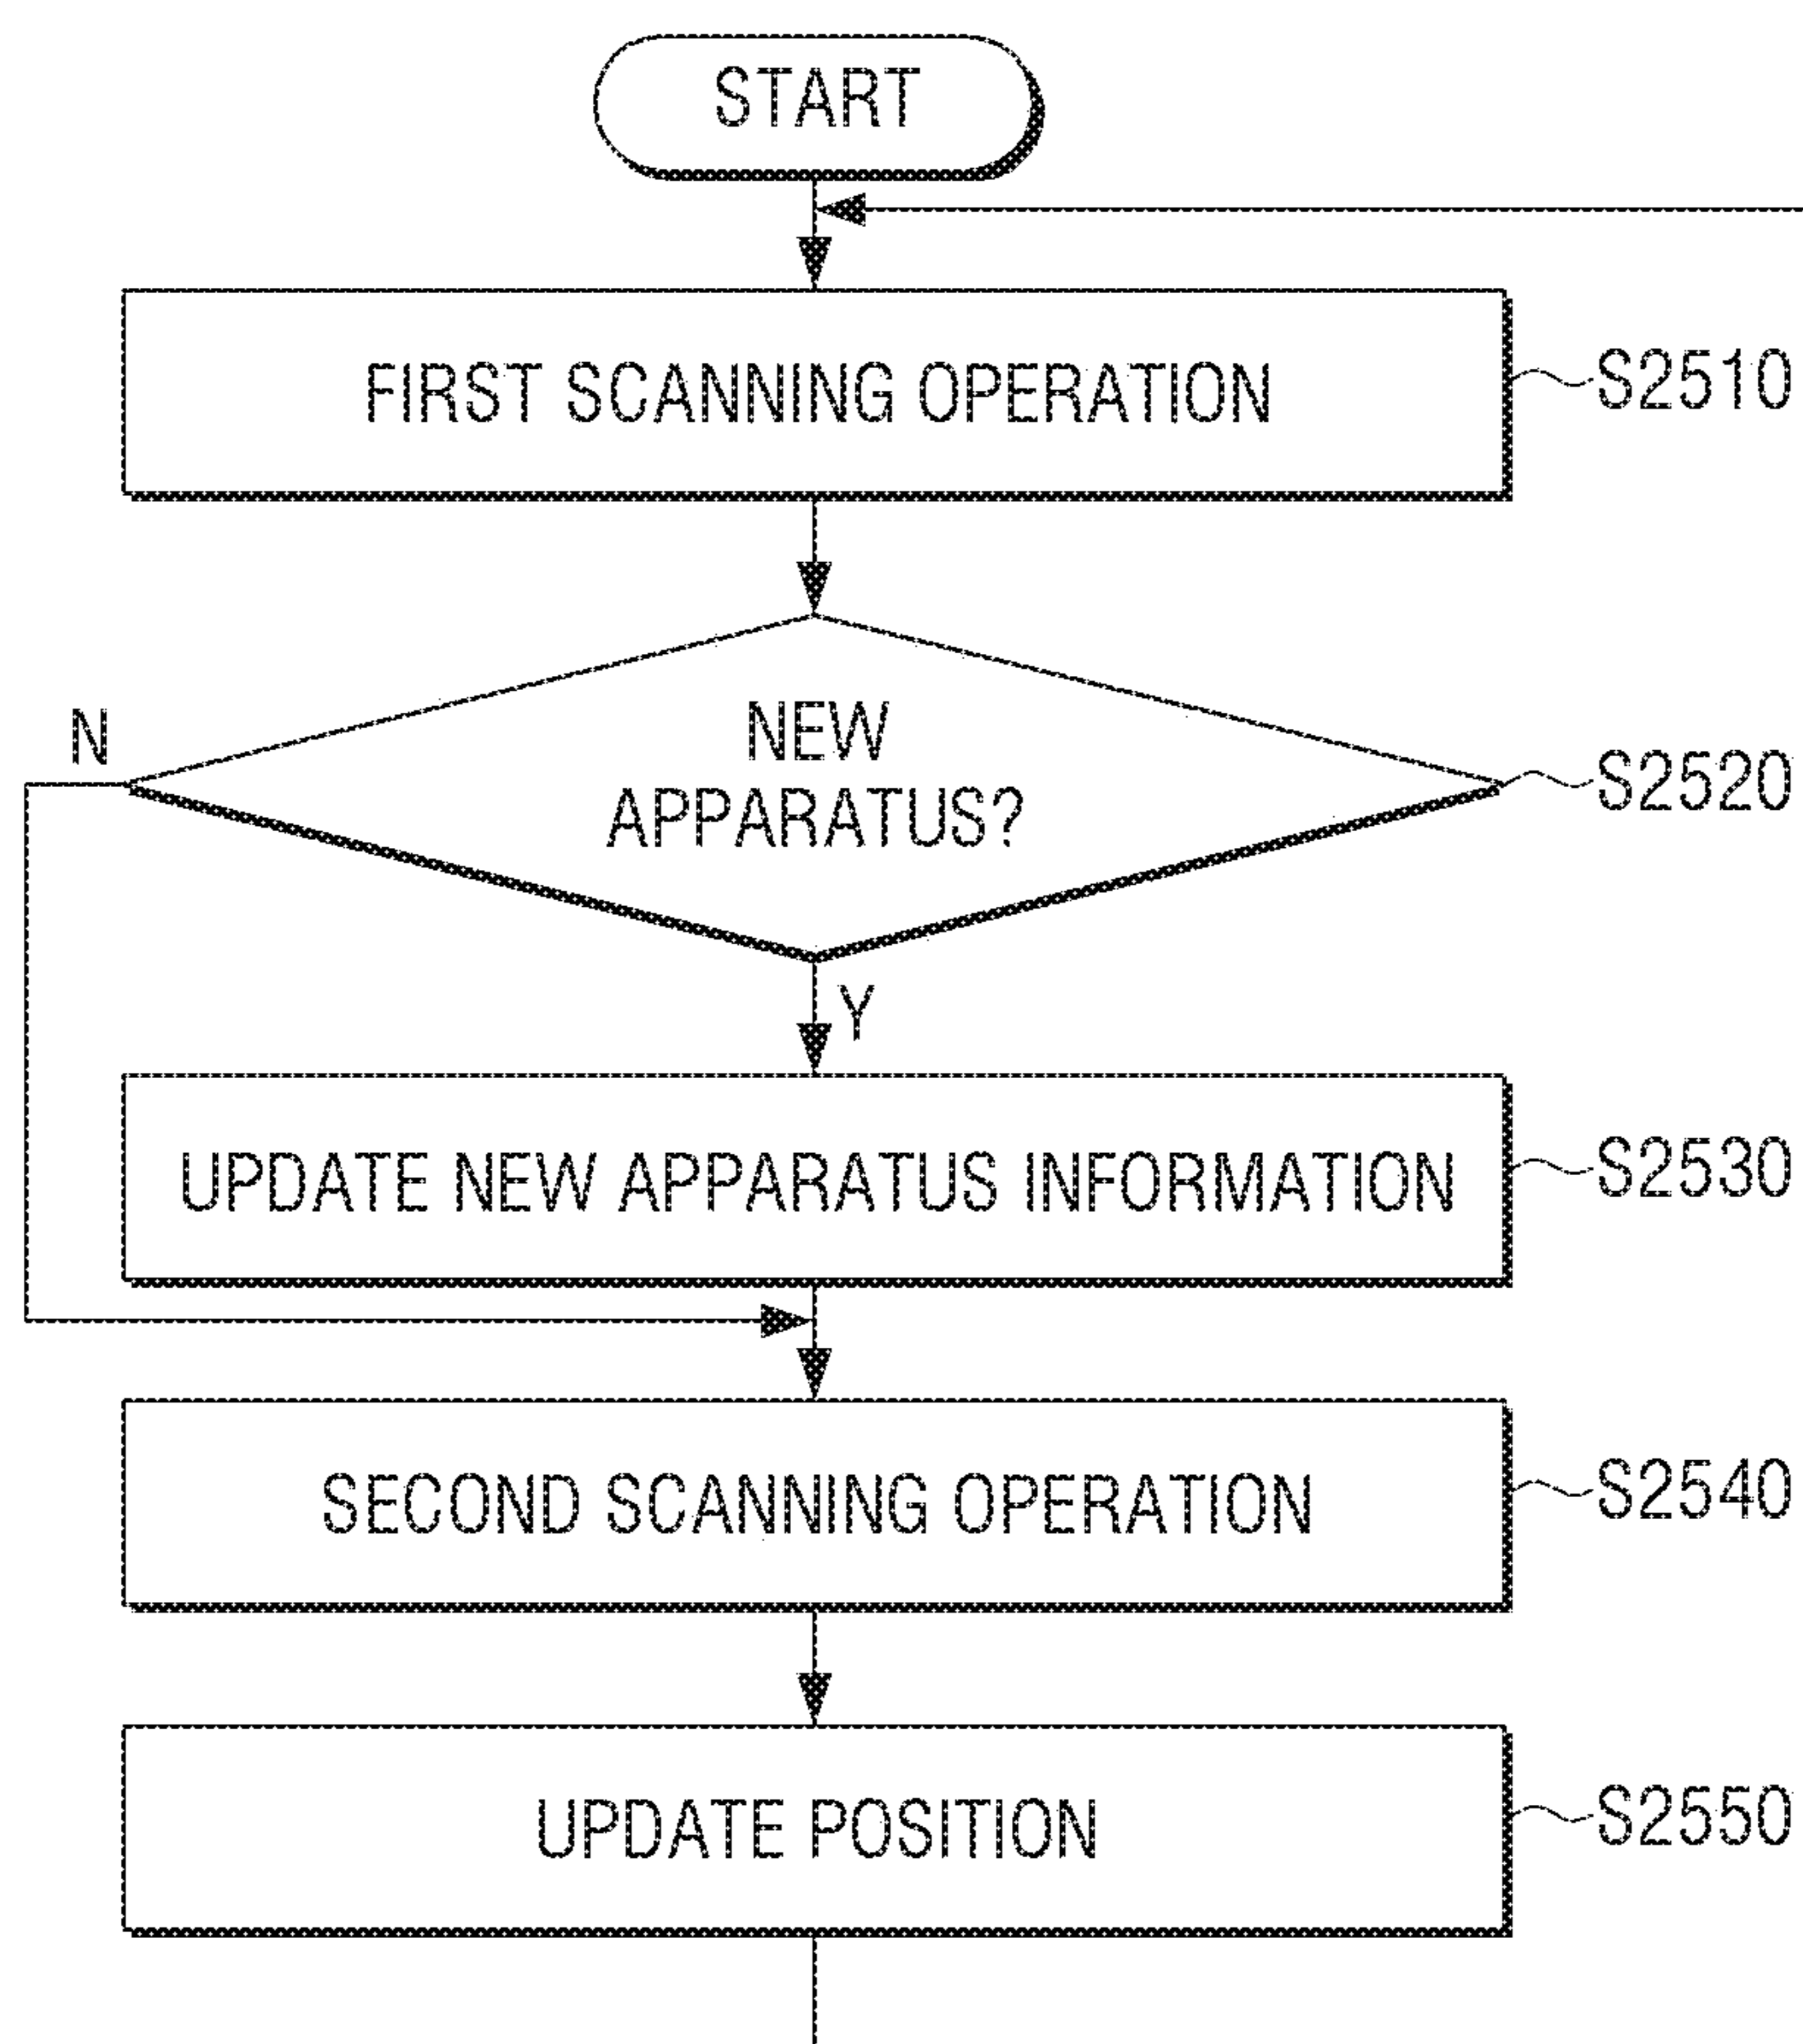 START
FIRST SCANNING OPERATION
S2510
NEW
APPARATUS?
S2520
N
Y
UPDATE NEW APPARATUS INFORMATION
S2530
SECOND SCANNING OPERATION
S2540
UPDATE POSITION
S2550